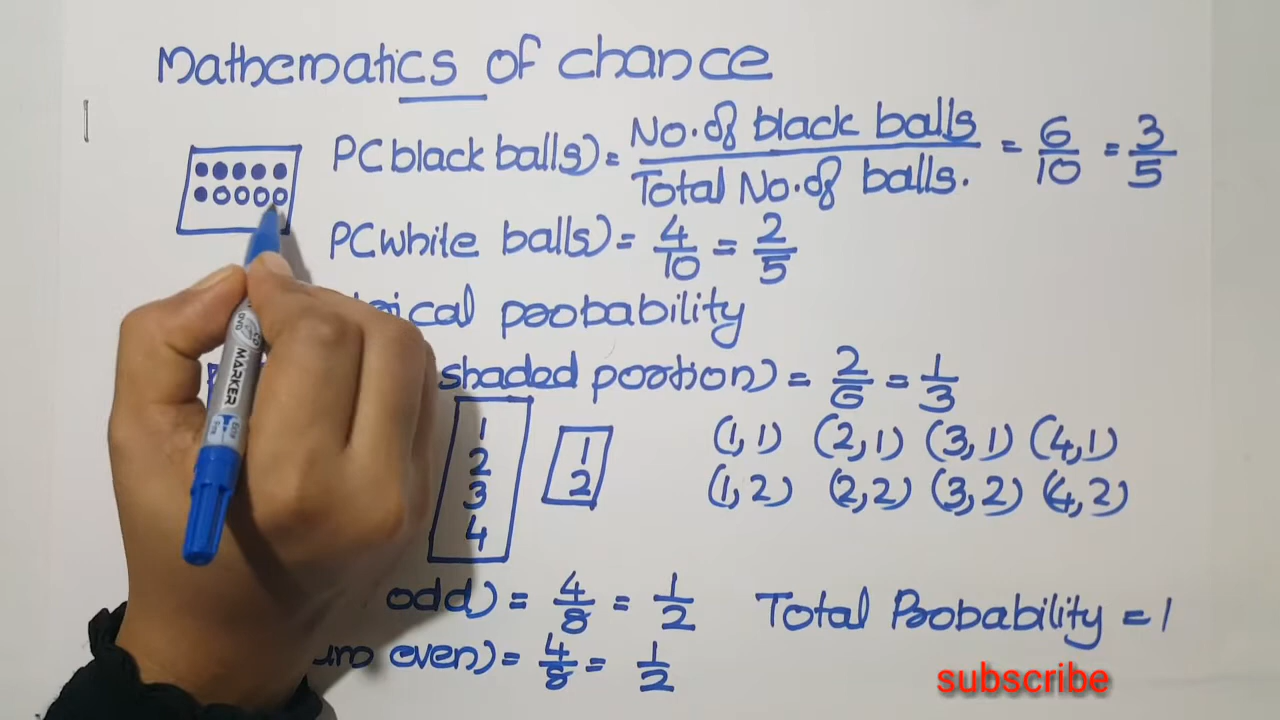 Mathematics of chance
P(black balls) = No. of black balls / Total No. of balls. = 6/10 = 3/5
P(white balls) = 4/10 = 2/5
probability
shaded portion) = 2/6 = 1/3
1
2
3
4
1
2
(1,1) (2,1) (3,1) (4,1)
(1,2) (2,2) (3,2) (4,2)
odd) = 4/8 = 1/2
even) = 4/8 = 1/2
Total Probability = 1
MARKER
subscribe